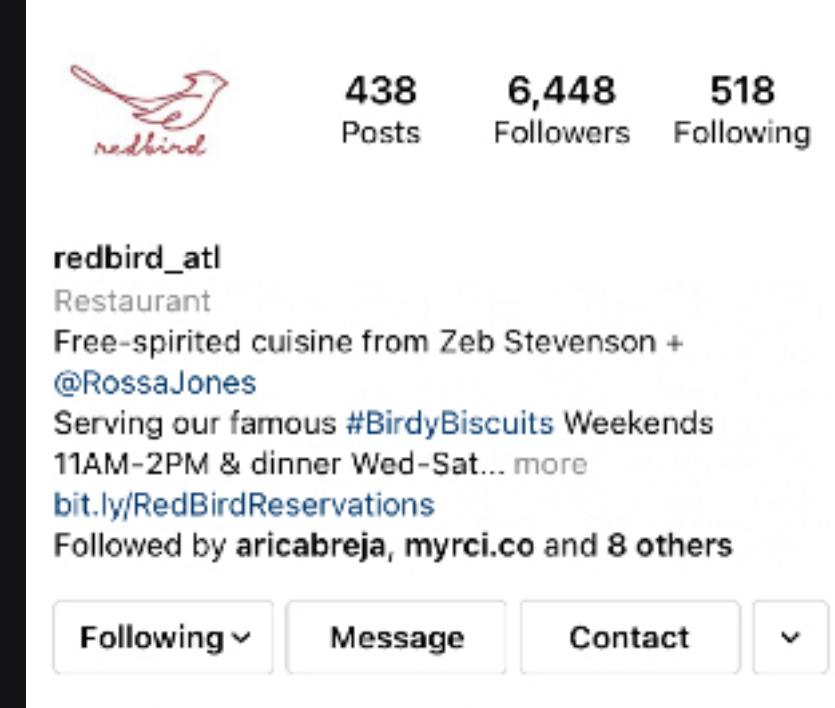 redbird
438 6,448 518
Posts Followers Following
redbird_atl
Restaurant
Free-spirited cuisine from Zeb Stevenson +
@RossaJones
Serving our famous #BirdyBiscuits Weekends
11AM-2PM & dinner Wed-Sat... more
bit.ly/RedBirdReservations
Followed by aricabreja, myrci.co and 8 others
Following Message Contact